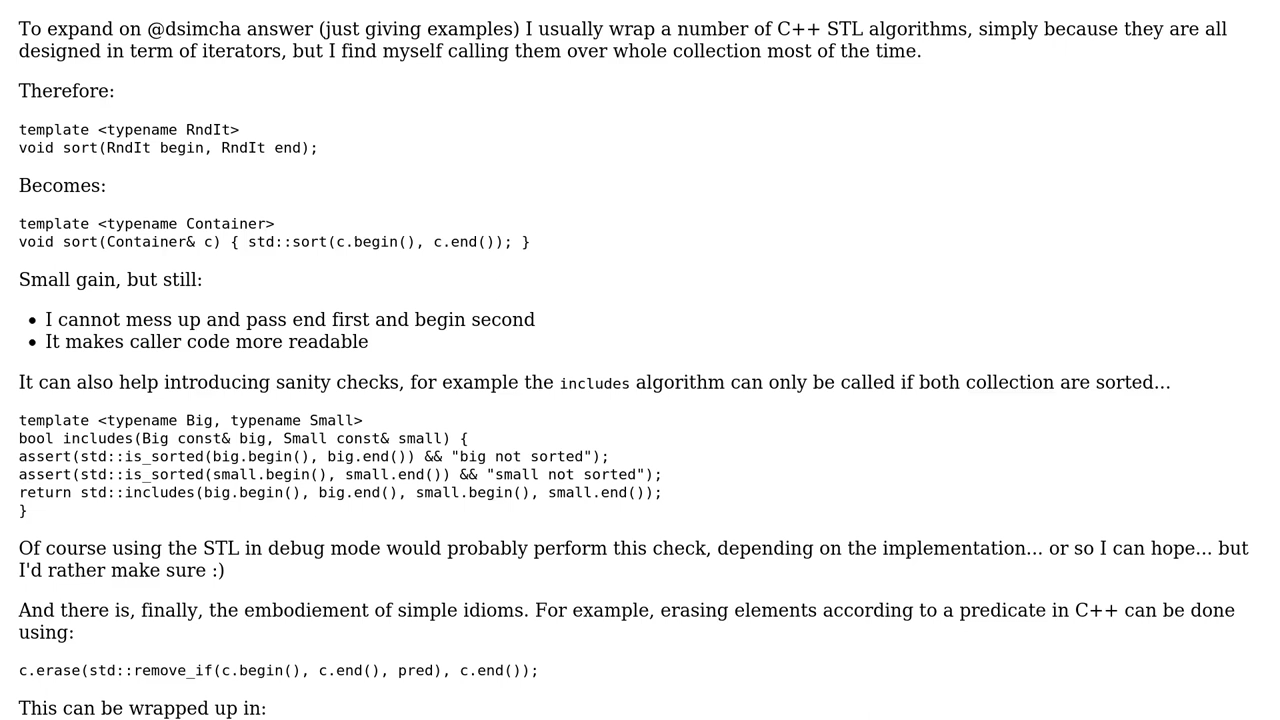 To expand on @dsimcha answer (just giving examples) I usually wrap a number of C++ STL algorithms, simply because they are all
designed in term of iterators, but I find myself calling them over whole collection most of the time.
Therefore:
template <typename RndIt>
void sort(RndIt begin, RndIt end);
Becomes:
template <typename Container>
void sort(Container& c) { std::sort(c.begin(), c.end()); }
Small gain, but still:
• I cannot mess up and pass end first and begin second
• It makes caller code more readable
It can also help introducing sanity checks, for example the includes algorithm can only be called if both collection are sorted...
template <typename Big, typename Small>
bool includes(Big const& big, Small const& small) {
assert(std::is_sorted(big.begin(), big.end()) && "big not sorted");
assert(std::is_sorted(small.begin(), small.end()) && "small not sorted");
return std::includes(big.begin(), big.end(), small.begin(), small.end());
}
Of course using the STL in debug mode would probably perform this check, depending on the implementation... or so I can hope... but
I'd rather make sure :)
And there is, finally, the embodiement of simple idioms. For example, erasing elements according to a predicate in C++ can be done
using:
c.erase(std::remove_if(c.begin(), c.end(), pred), c.end());
This can be wrapped up in: